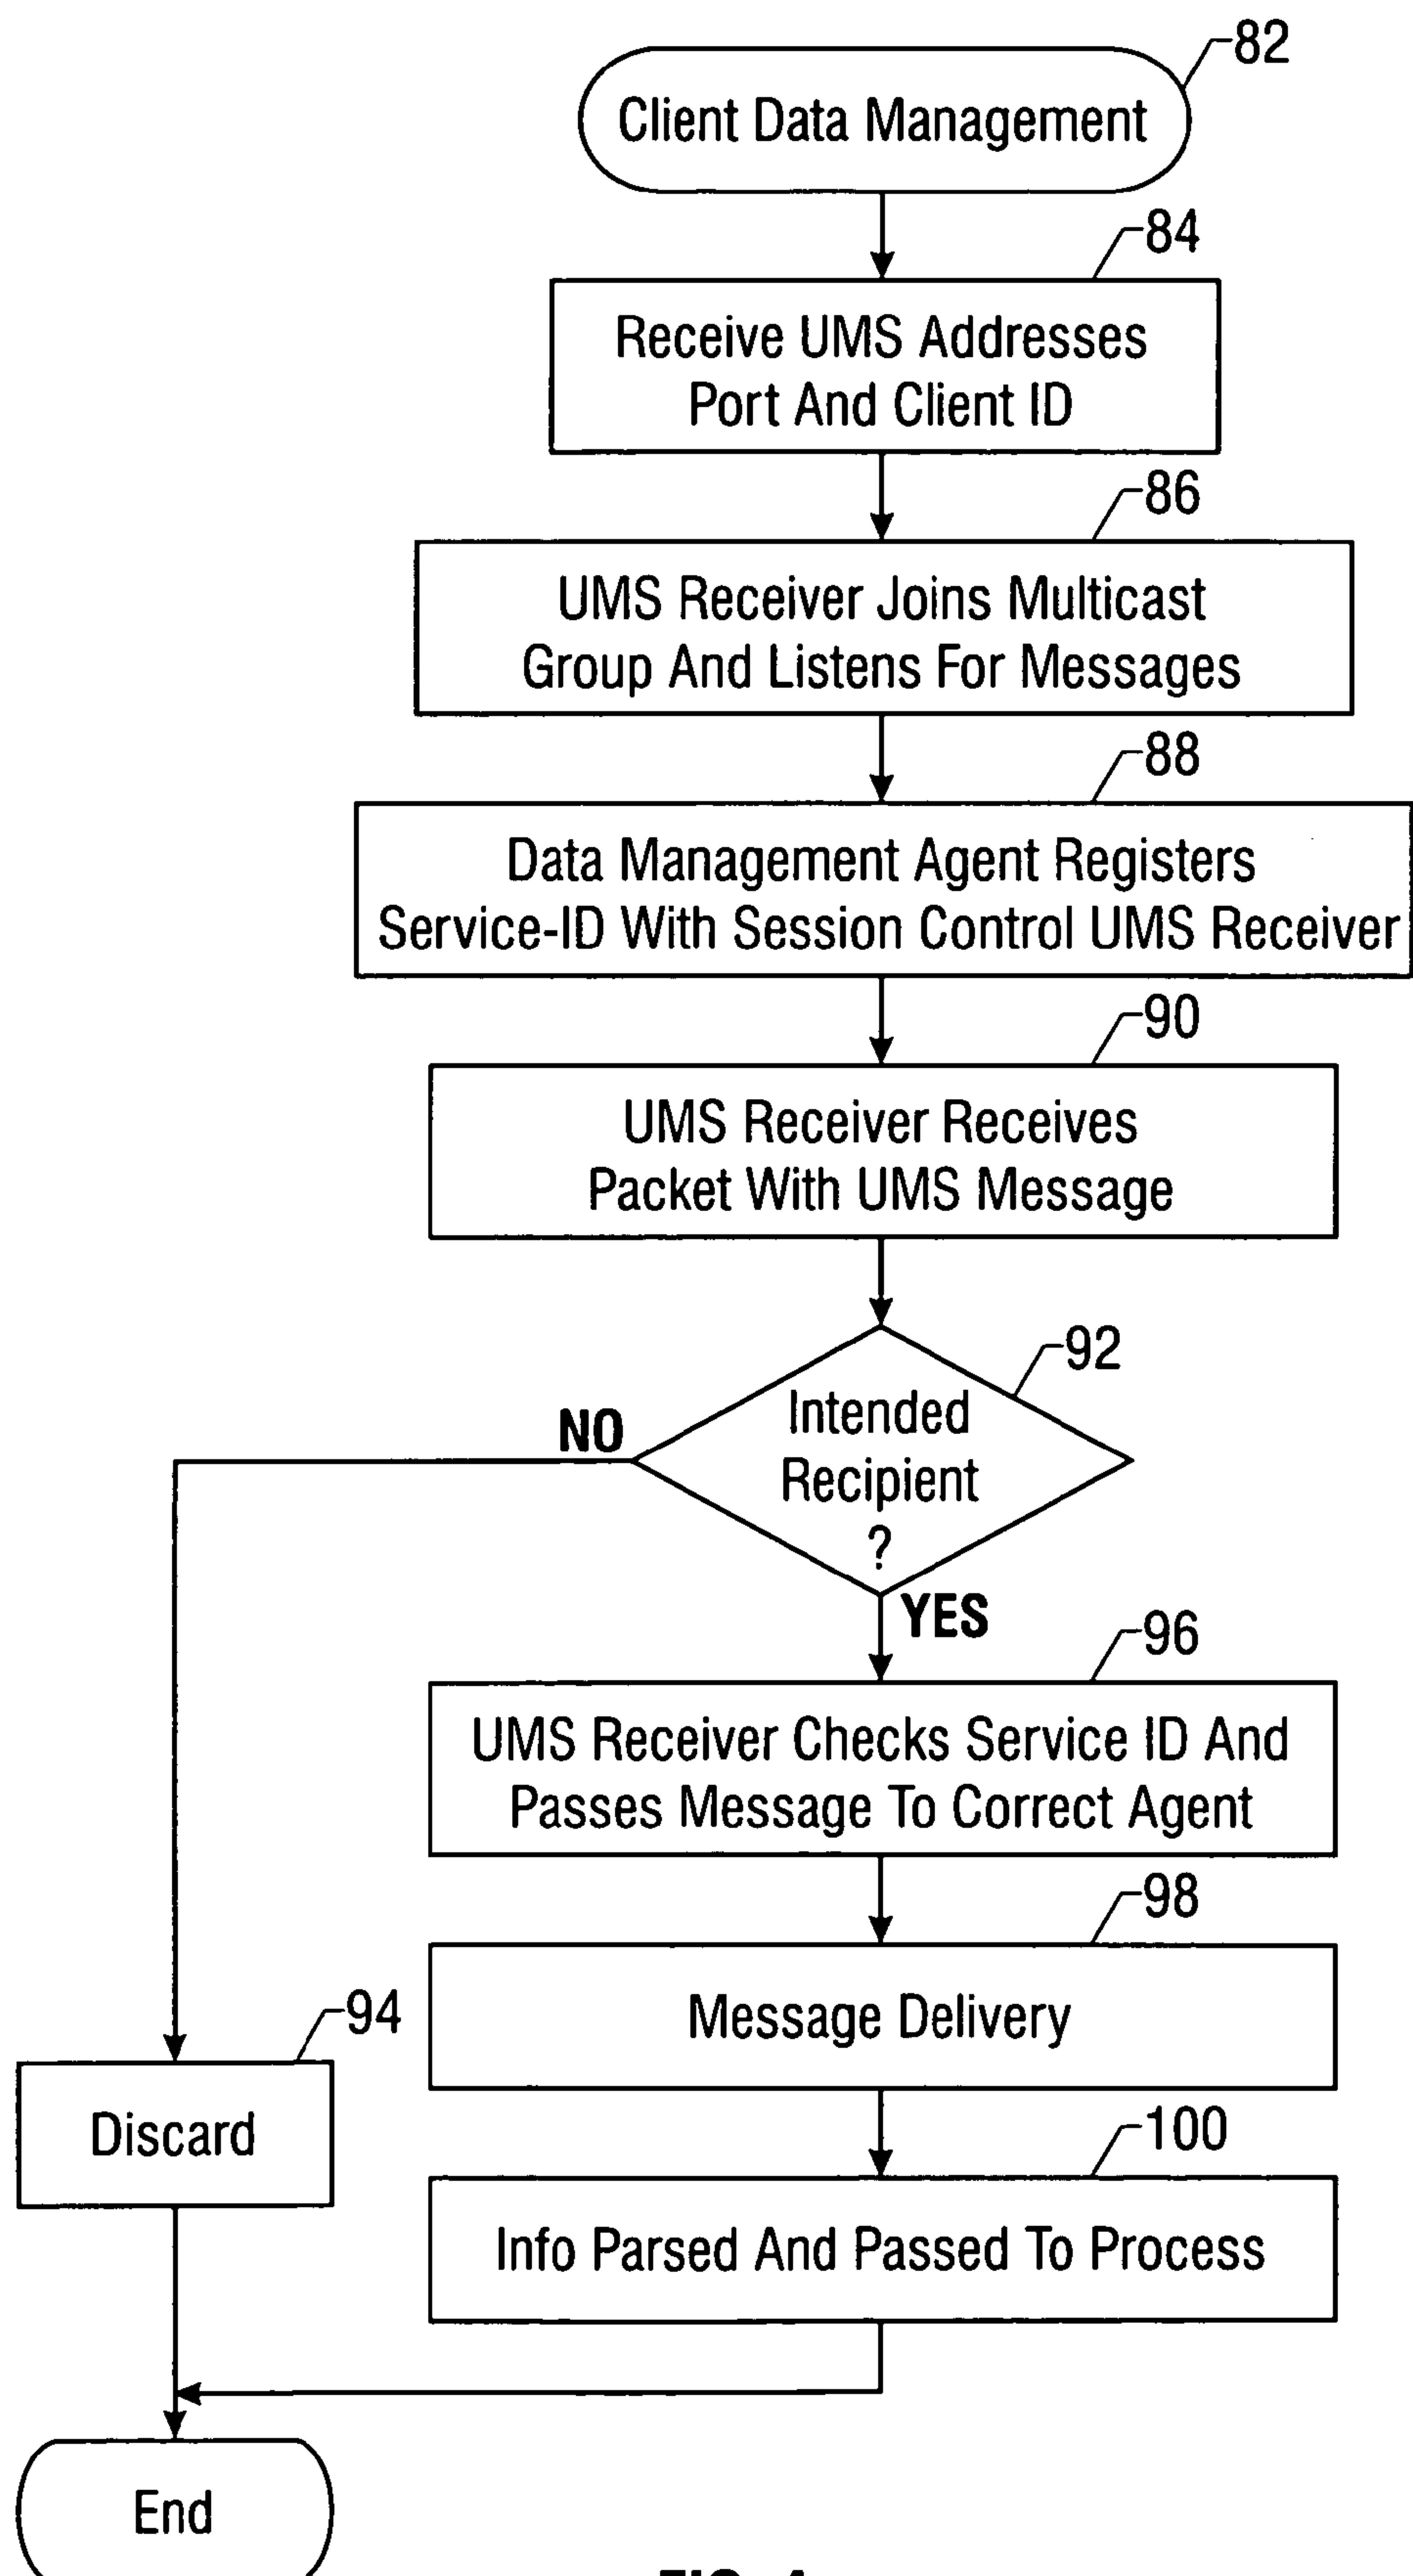 82
Client Data Management
84
Receive UMS Addresses
Port And Client ID
86
UMS Receiver Joins Multicast
Group And Listens For Messages
88
Data Management Agent Registers
Service-ID With Session Control UMS Receiver
90
UMS Receiver Receives
Packet With UMS Message
92
Intended
Recipient
?
NO
YES
96
UMS Receiver Checks Service ID And
Passes Message To Correct Agent
98
Message Delivery
94
Discard
100
Info Parsed And Passed To Process
End